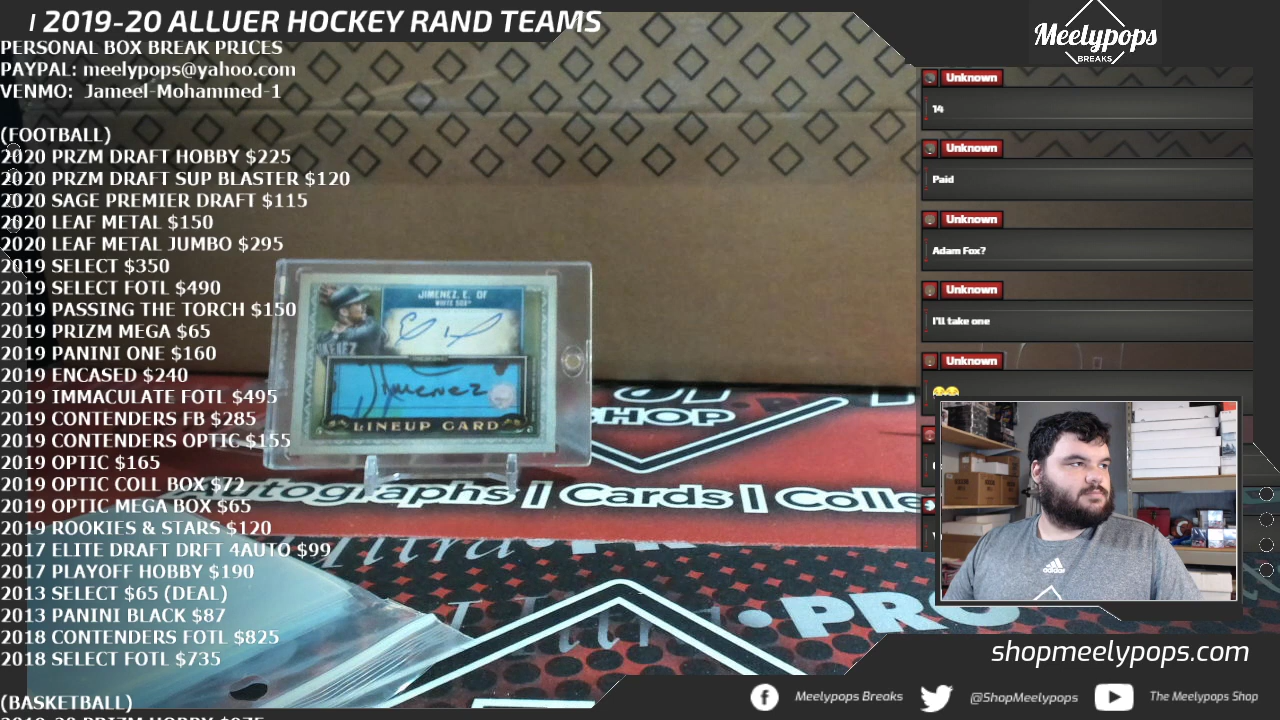 2019-20 ALLUER HOCKEY RAND TEAMS
PERSONAL BOX BREAK PRICES
PAYPAL: meelypops@yahoo.com
VENMO: Jameel-Mohammed-1
(FOOTBALL)
2020 PRZM DRAFT HOBBY $225
2020 PRZM DRAFT SUP BLASTER $120
2020 SAGE PREMIER DRAFT $115
2020 LEAF METAL $150
2020 LEAF METAL JUMBO $295
2019 SELECT $350
2019 SELECT FOTL $490
2019 PASSING THE TORCH $150
2019 PRIZM MEGA $65
2019 PANINI ONE $160
2019 ENCASED $240
2019 IMMACULATE FOTL $495
2019 CONTENDERS FB $285
2019 CONTENDERS OPTIC $155
2019 OPTIC $165
2019 OPTIC COLL BOX $72
2019 OPTIC MEGA BOX $65
2019 ROOKIES & STARS $120
2017 ELITE DRAFT DRFT 4AUTO $99
2017 PLAYOFF HOBBY $190
2013 SELECT $65 (DEAL)
2013 PANINI BLACK $87
2018 CONTENDERS FOTL $825
2018 SELECT FOTL $735
(BASKETBALL)
JIMENEZ, E. OF
WHITE SOX
Jimenez
LINEUP CARD
SHOP
Autographs | Cards | Colle
Ultra PRO
Meelypops
BREAKS
Unknown
14
Unknown
Paid
Unknown
Adam Fox?
Unknown
I'll take one
Unknown
😂😂
adidas
shopmeelypops.com
Meelypops Breaks
@ShopMeelypops
The Meelypops Shop